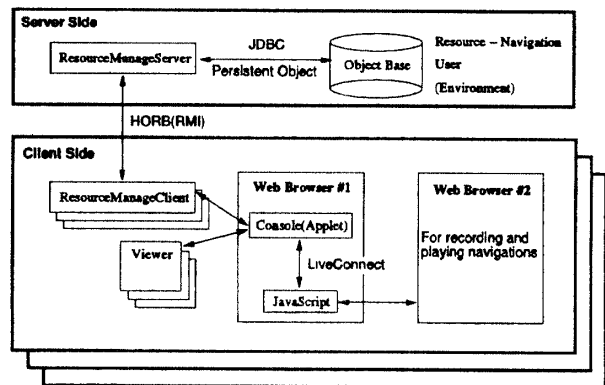 Server Side
JDBC
ResourceManageServer
Persistent Object
Object Base
Resource – Navigation
User
(Environment)
HORB(RMI)
Client Side
ResourceManageClient
Web Browser #1
Web Browser #2
Console(Applet)
Viewer
For recording and
playing navigations
LiveConnect
JavaScript